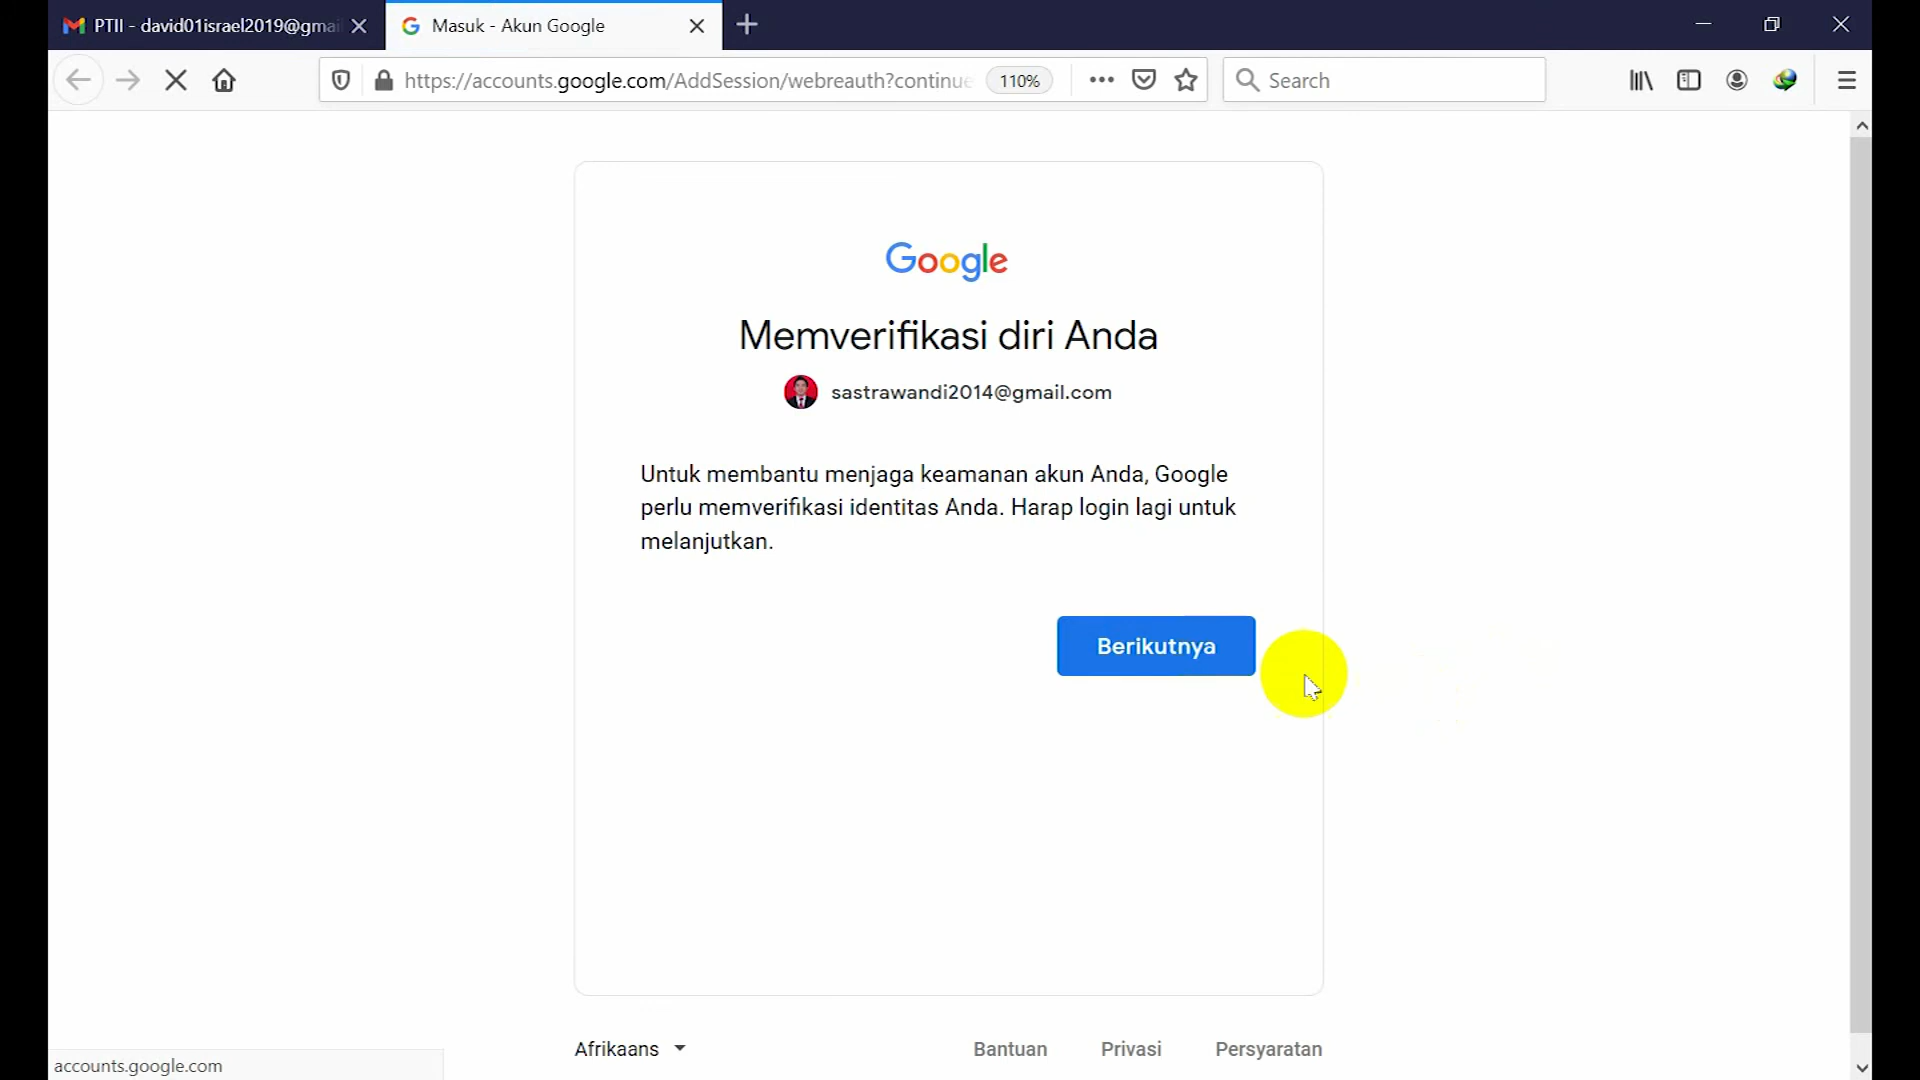 PTII - david01israel2019@gmai
Masuk - Akun Google
https://accounts.google.com/AddSession/webreauth?continue
110%
Search
Google
Memverifikasi diri Anda
sastrawandi2014@gmail.com
Untuk membantu menjaga keamanan akun Anda, Google
perlu memverifikasi identitas Anda. Harap login lagi untuk
melanjutkan.
Berikutnya
Afrikaans
Bantuan
Privasi
Persyaratan
accounts.google.com